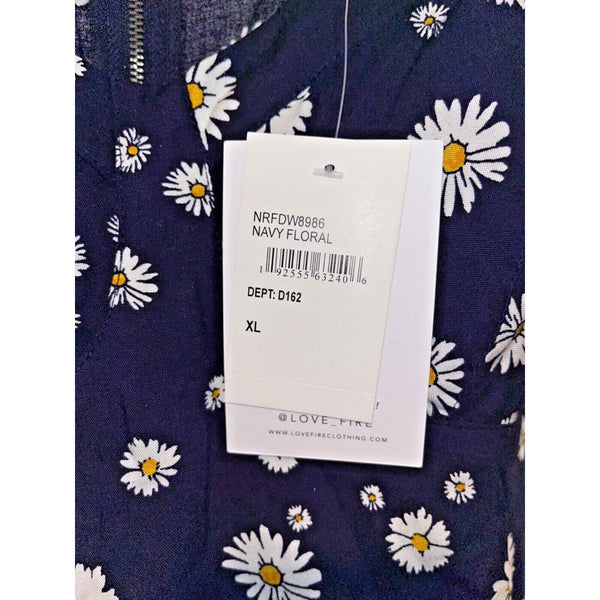 NRFDW8986
NAVY FLORAL
1 92555 63240 6
DEPT: D162
XL
!
@LOVE_FIRE
WWW.LOVEFIRECLOTHING.COM